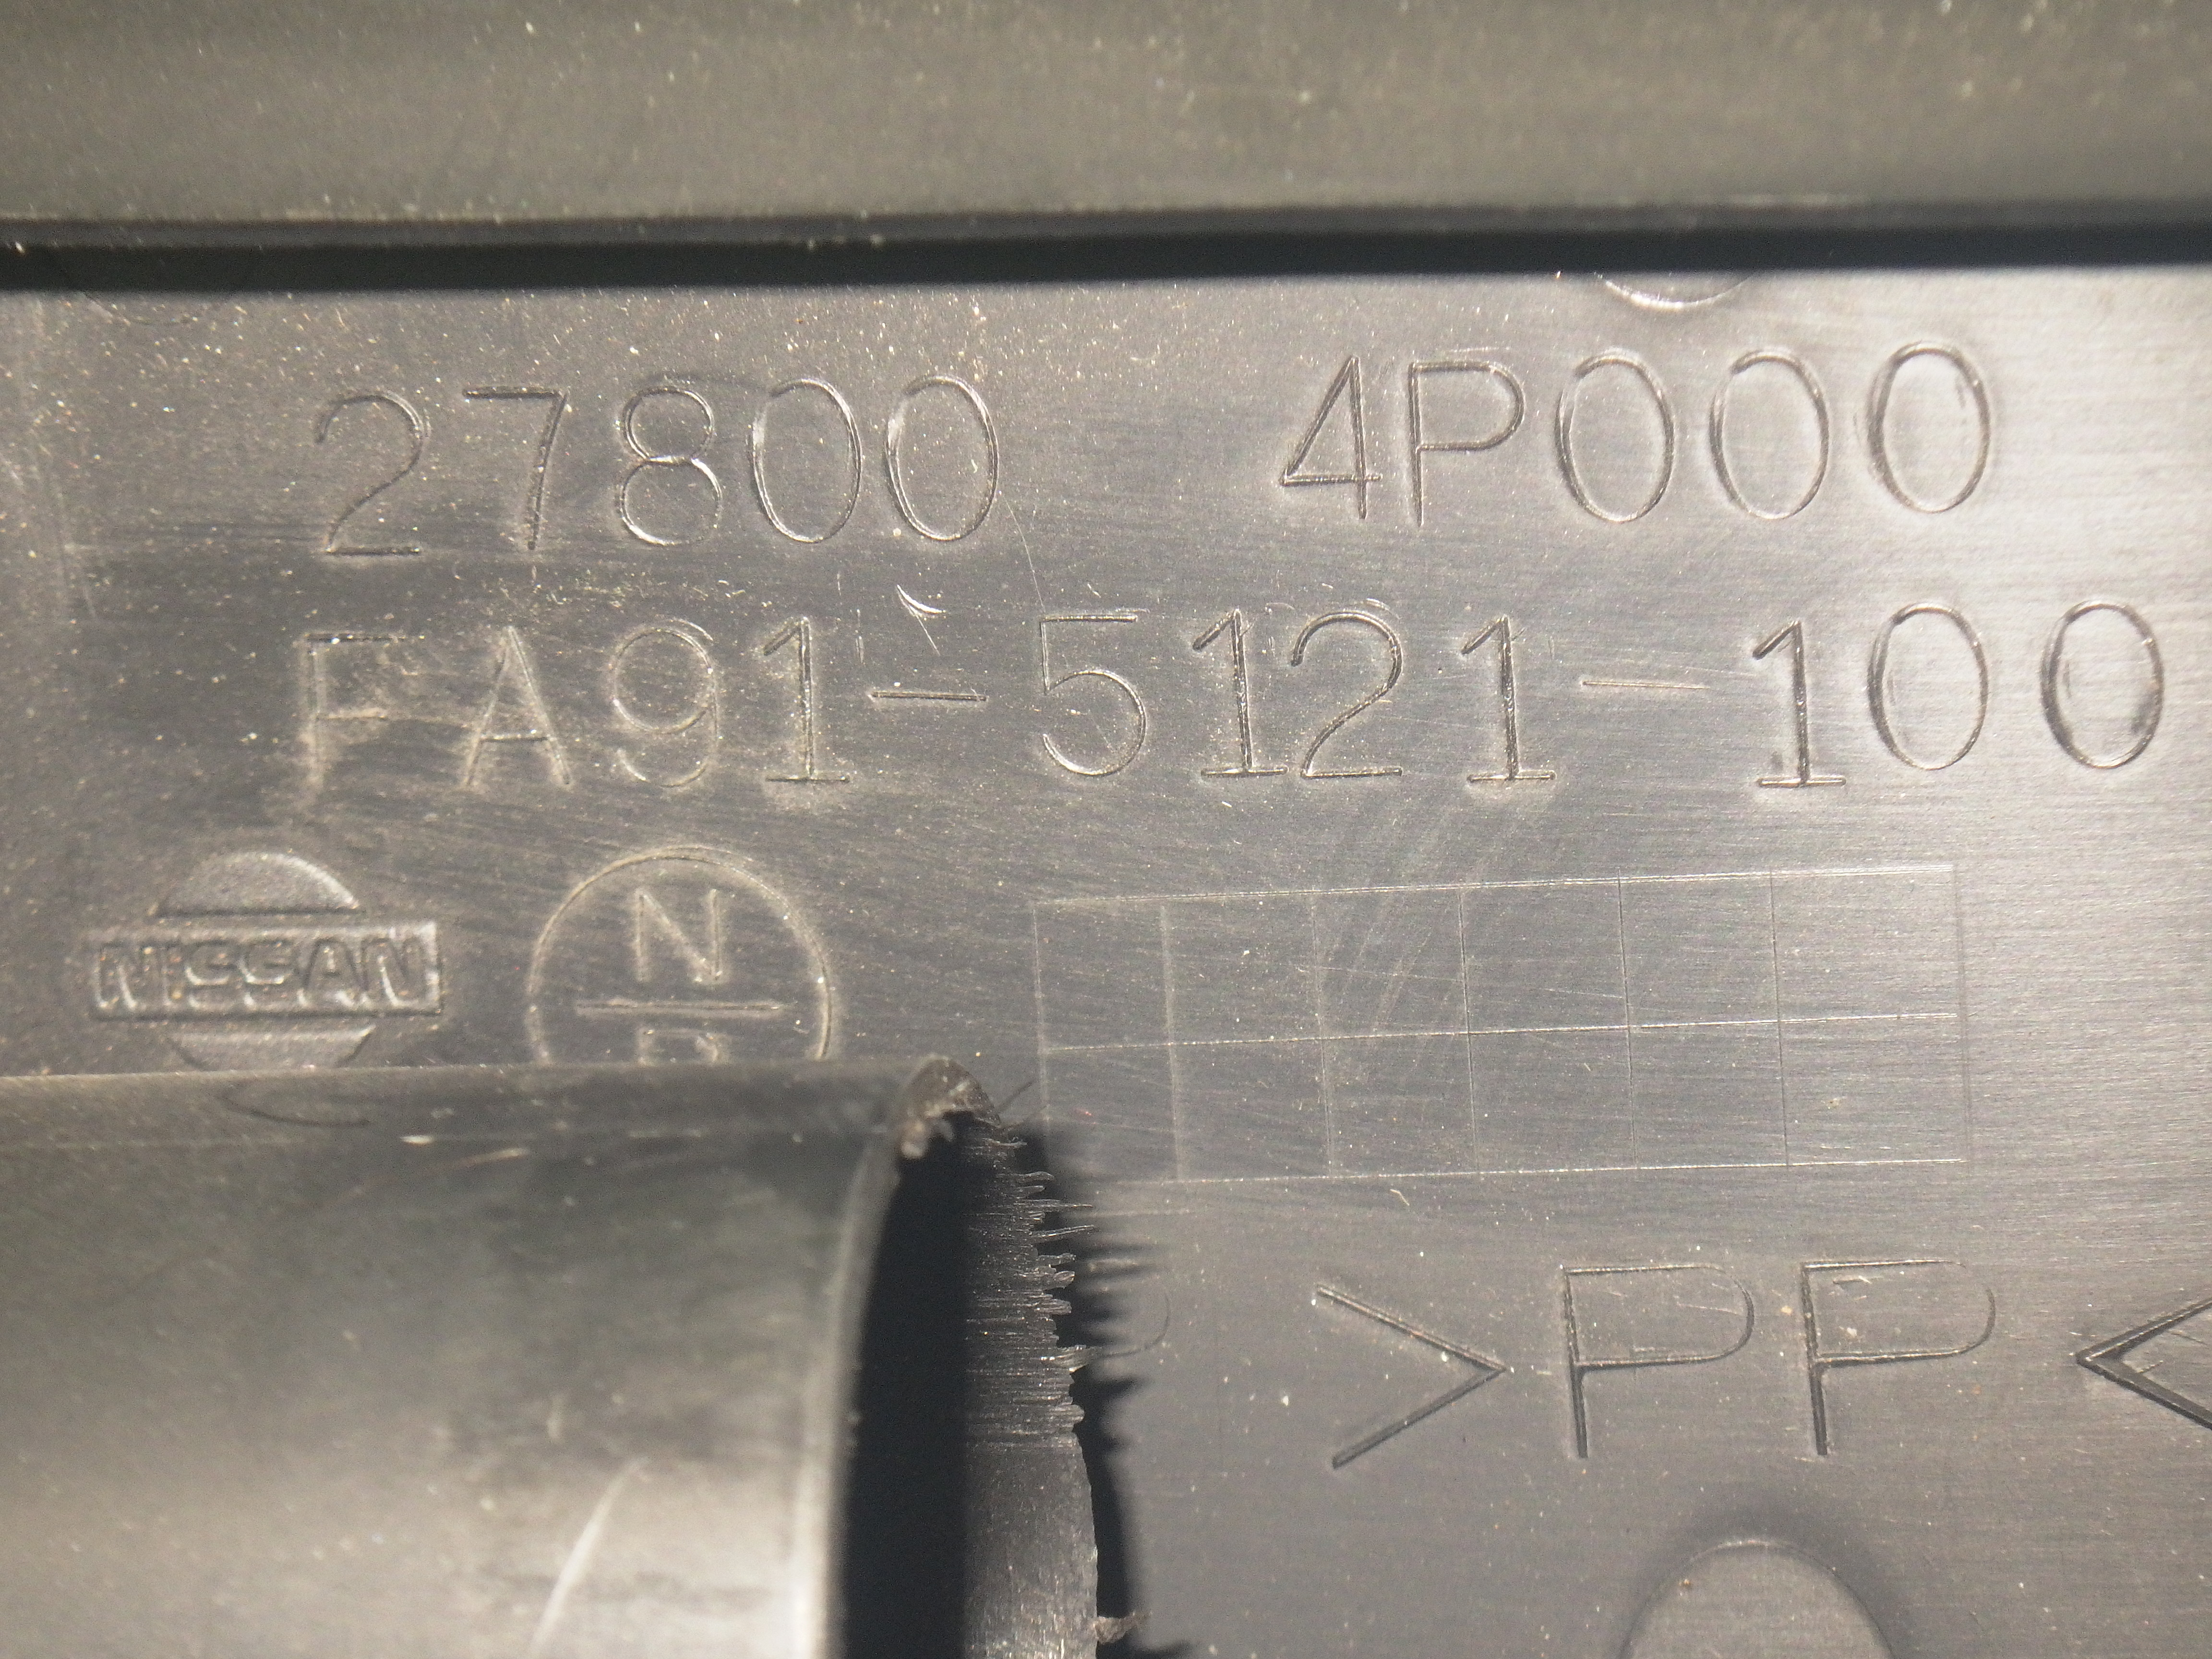 27800 4P000
FA91-5121-100
NISSAN
N
>PP<